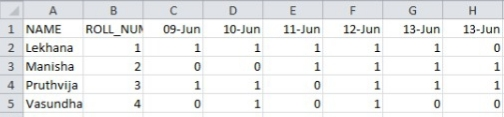 A B C D E F G H
1 NAME ROLL_NUM 09-Jun 10-Jun 11-Jun 12-Jun 13-Jun 13-Jun
2 Lekhana 1 1 1 1 1 1 0
3 Manisha 2 0 0 1 1 1 1
4 Pruthvija 3 1 1 0 1 1 1
5 Vasundha 4 0 1 0 1 0 0